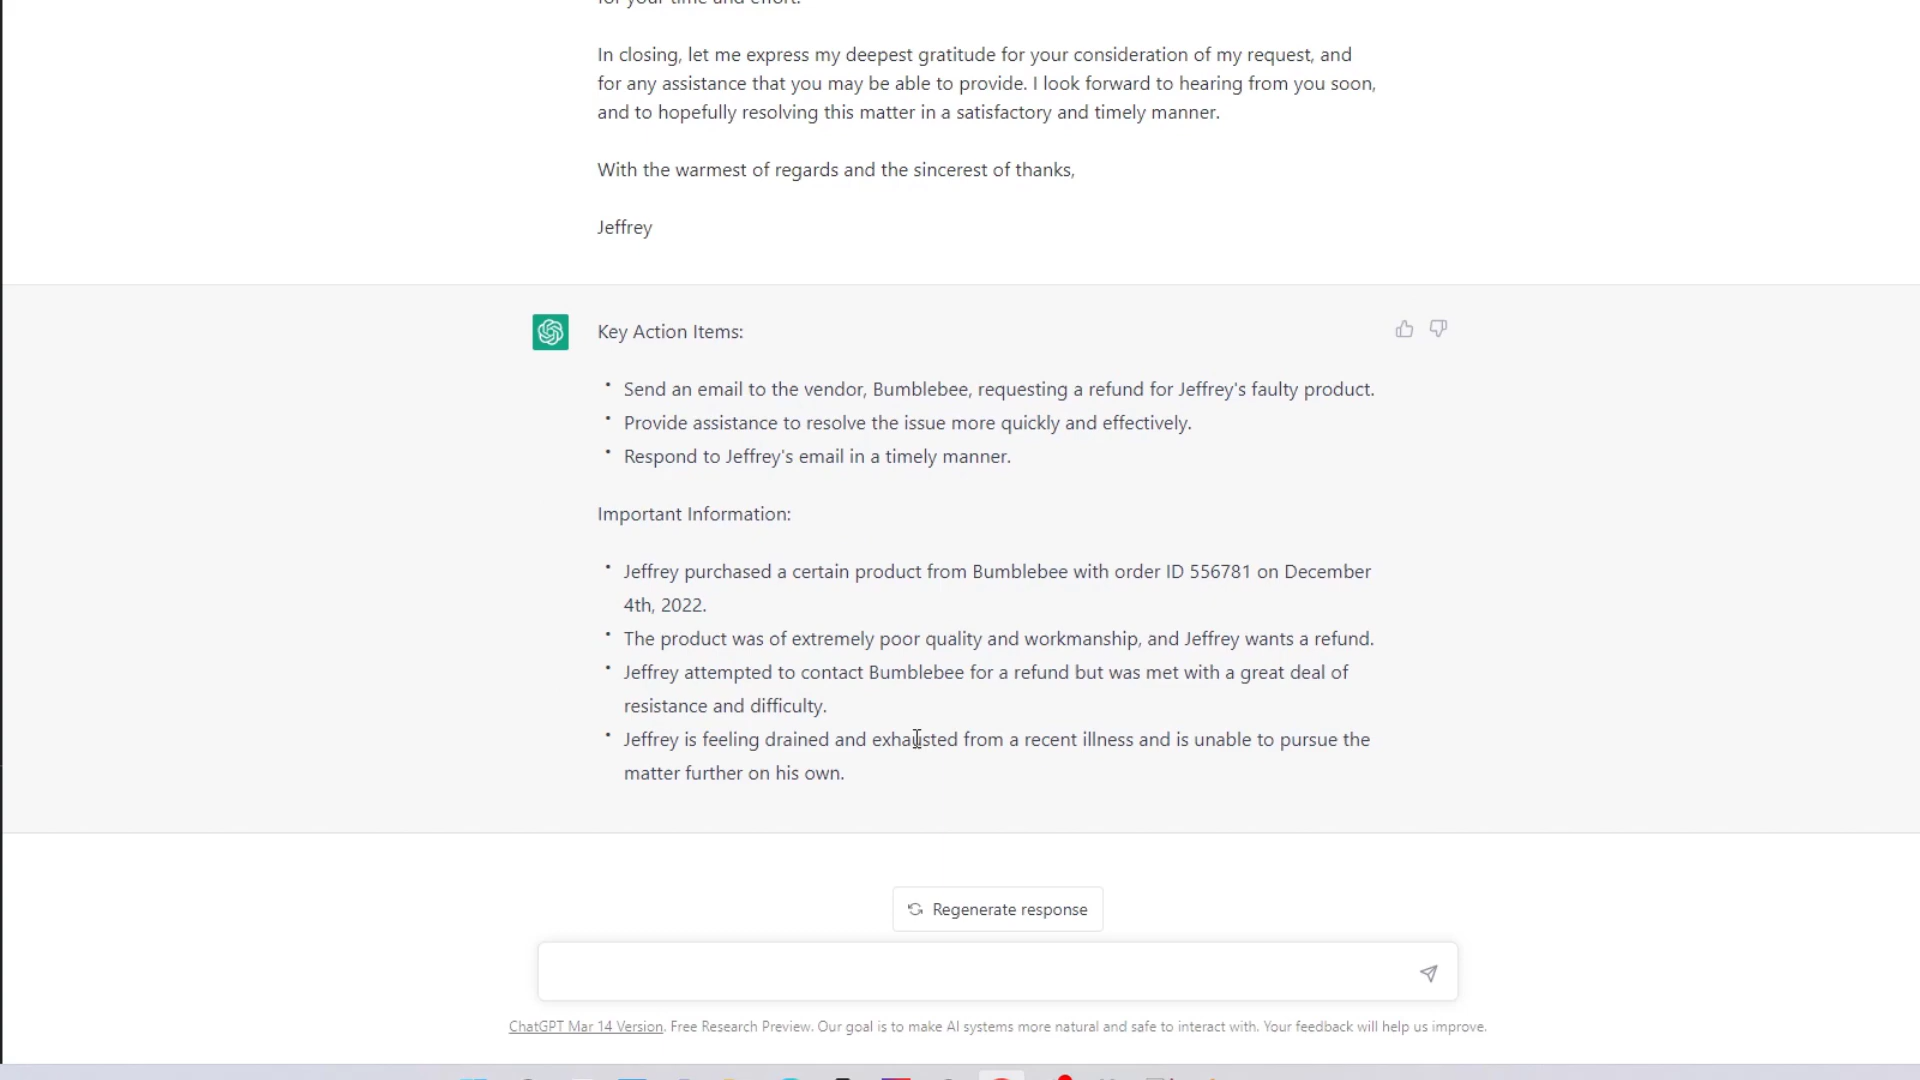 for your time and effort.
In closing, let me express my deepest gratitude for your consideration of my request, and
for any assistance that you may be able to provide. I look forward to hearing from you soon,
and to hopefully resolving this matter in a satisfactory and timely manner.
With the warmest of regards and the sincerest of thanks,
Jeffrey
Key Action Items:
• Send an email to the vendor, Bumblebee, requesting a refund for Jeffrey's faulty product.
• Provide assistance to resolve the issue more quickly and effectively.
• Respond to Jeffrey's email in a timely manner.
Important Information:
• Jeffrey purchased a certain product from Bumblebee with order ID 556781 on December
4th, 2022.
• The product was of extremely poor quality and workmanship, and Jeffrey wants a refund.
• Jeffrey attempted to contact Bumblebee for a refund but was met with a great deal of
resistance and difficulty.
• Jeffrey is feeling drained and exhausted from a recent illness and is unable to pursue the
matter further on his own.
Regenerate response
ChatGPT Mar 14 Version. Free Research Preview. Our goal is to make AI systems more natural and safe to interact with. Your feedback will help us improve.